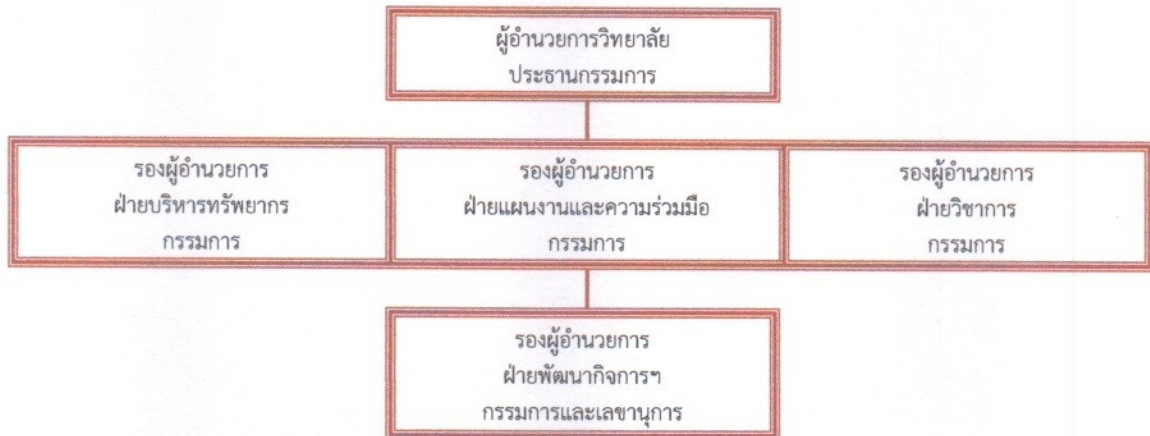 ผู้อำนวยการวิทยาลัย
ประธานกรรมการ
รองผู้อำนวยการ
ฝ่ายบริหารทรัพยากร
กรรมการ
รองผู้อำนวยการ
ฝ่ายแผนงานและความร่วมมือ
กรรมการ
รองผู้อำนวยการ
ฝ่ายวิชาการ
กรรมการ
รองผู้อำนวยการ
ฝ่ายพัฒนากิจการฯ
กรรมการและเลขานุการ